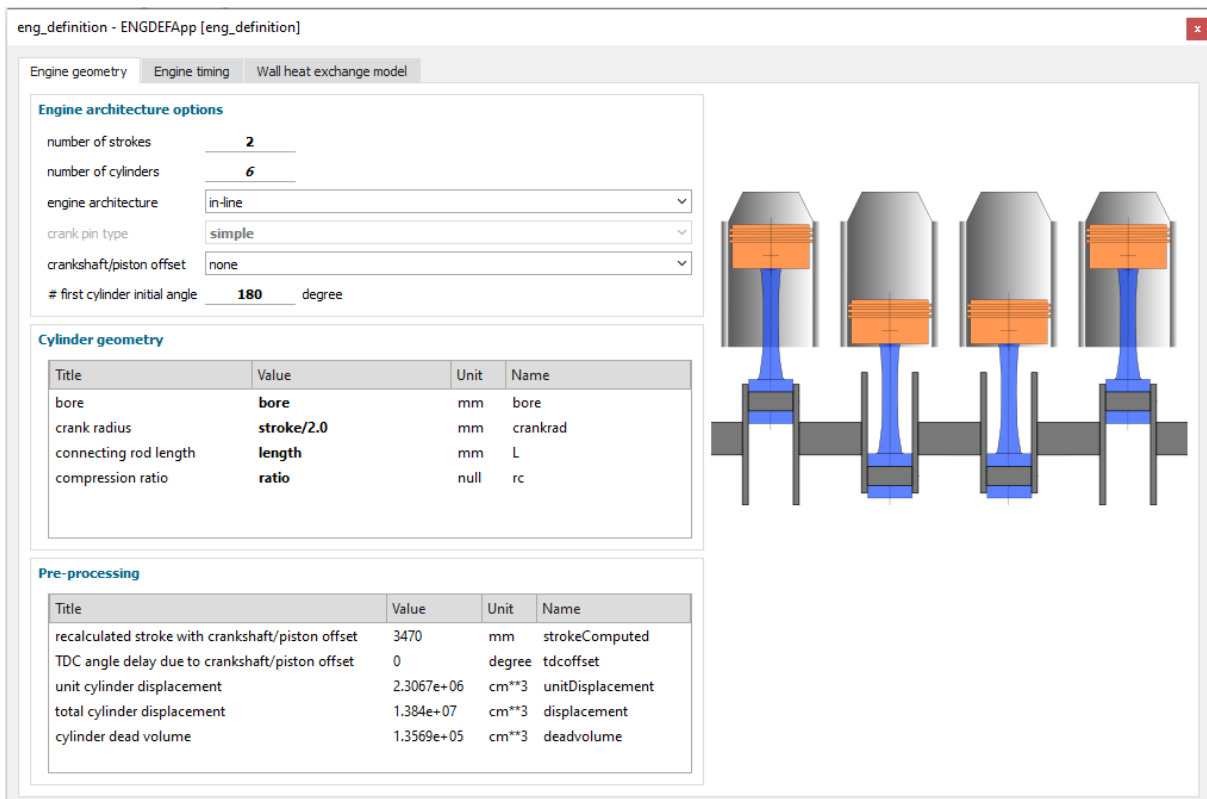 eng_definition - ENGDEFApp [eng_definition]
x
Engine geometry Engine timing Wall heat exchange model
Engine architecture options
number of strokes 2
number of cylinders 6
engine architecture in-line
crank pin type simple
crankshaft/piston offset none
# first cylinder initial angle 180 degree
Cylinder geometry
Title Value Unit Name
bore bore mm bore
crank radius stroke/2.0 mm crankrad
connecting rod length length mm L
compression ratio ratio null rc
Pre-processing
Title Value Unit Name
recalculated stroke with crankshaft/piston offset 3470 mm strokeComputed
TDC angle delay due to crankshaft/piston offset 0 degree tdcoffset
unit cylinder displacement 2.3067e+06 cm**3 unitDisplacement
total cylinder displacement 1.384e+07 cm**3 displacement
cylinder dead volume 1.3569e+05 cm**3 deadvolume